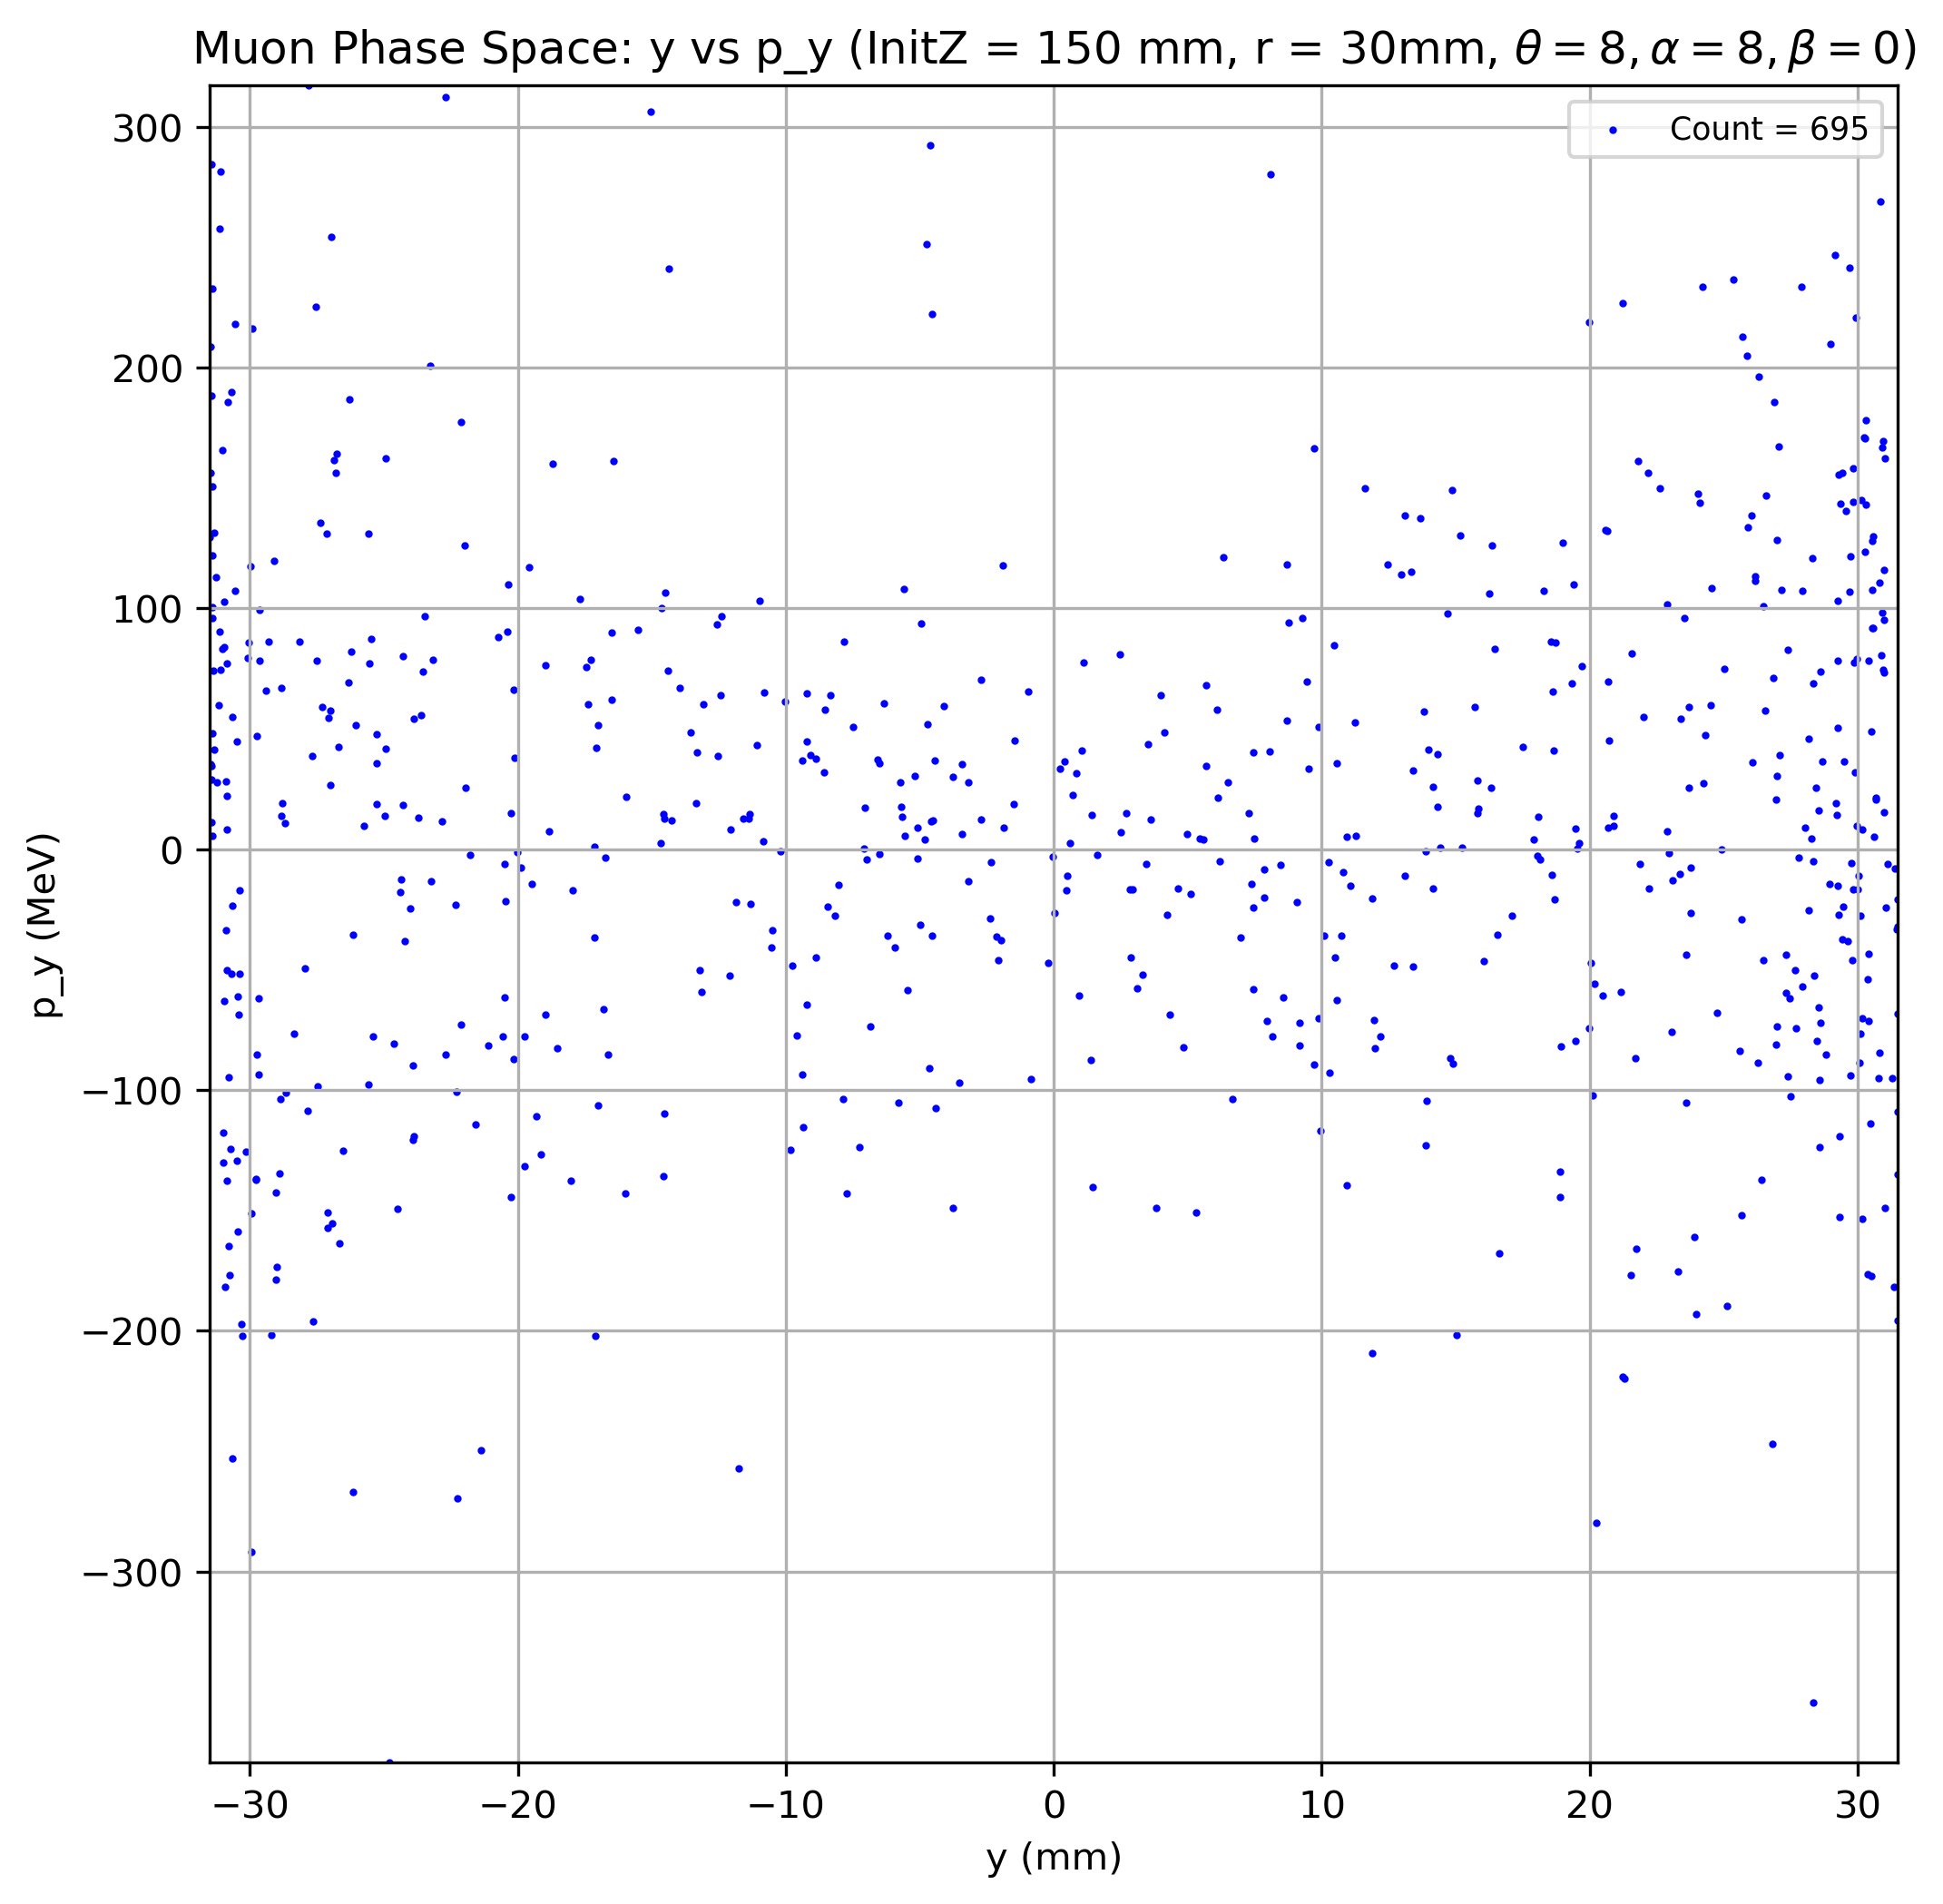 Muon Phase Space: y vs p_y (InitZ = 150 mm, r = 30mm, θ = 8, α = 8, β = 0)
Count = 695
300
200
100
0
−100
−200
−300
p_y (MeV)
−30 −20 −10 0 10 20 30
y (mm)